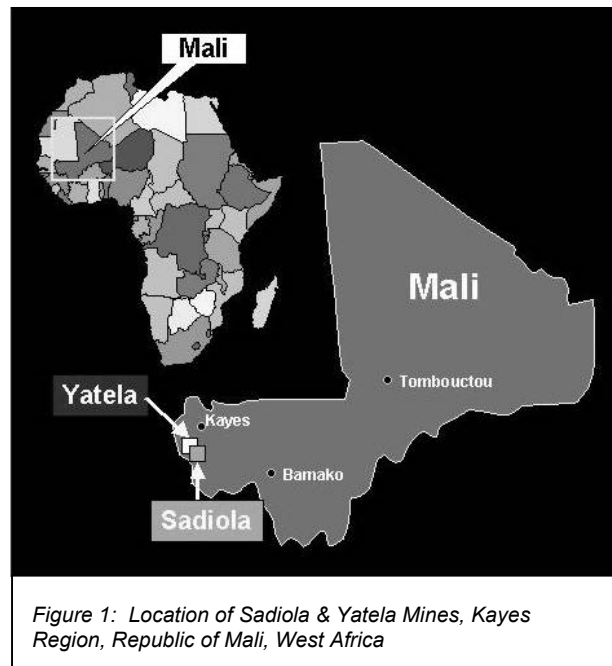 Mali
Mali
Tombouctou
Yatela
Kayes
Bamako
Sadiola
Figure 1: Location of Sadiola & Yatela Mines, Kayes
Region, Republic of Mali, West Africa